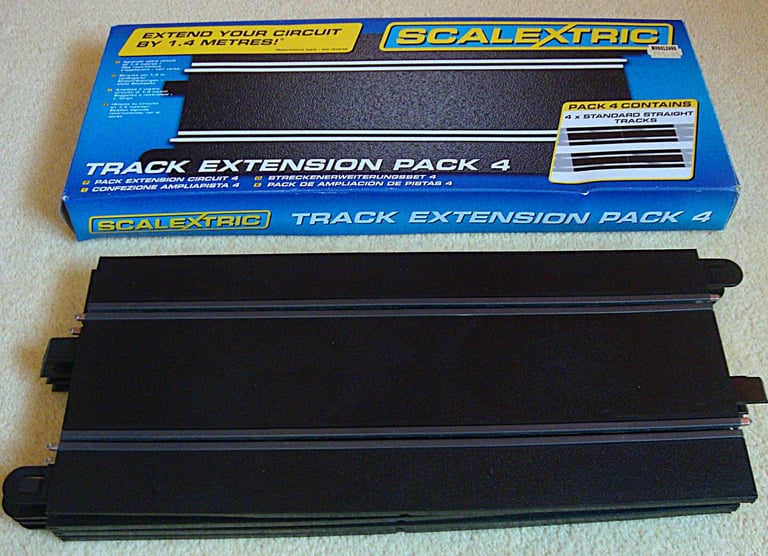 EXTEND YOUR CIRCUIT
BY 1.4 METRES!*
SCALEXTRIC
PACK 4 CONTAINS
4 x STANDARD STRAIGHT
TRACKS
TRACK EXTENSION PACK 4
F PACK EXTENSION CIRCUIT 4
D STRECKENERWEITERUNGSSET 4
I CONFEZIONE AMPLIAPISTA 4
E PACK DE AMPLIACIÓN DE PISTAS 4
SCALEXTRIC TRACK EXTENSION PACK 4